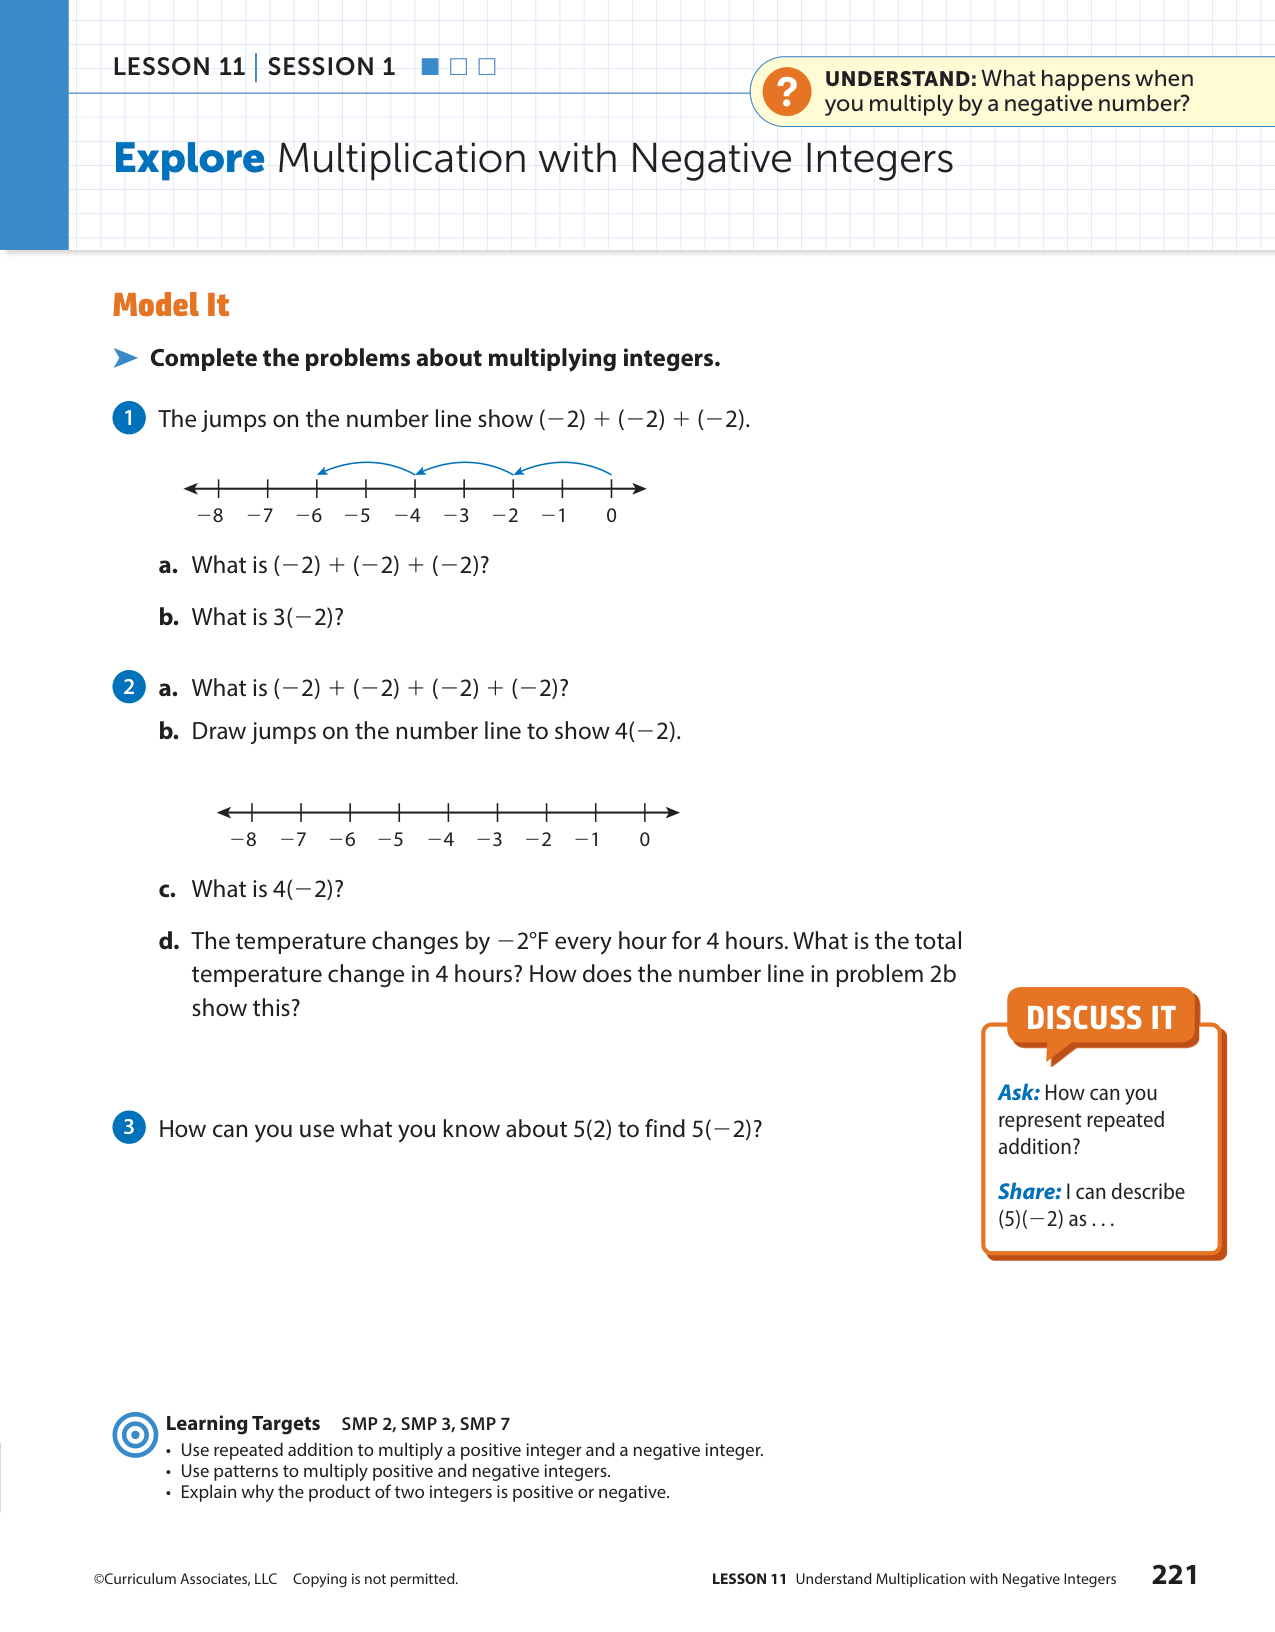 LESSON 11 | SESSION 1
? UNDERSTAND: What happens when
you multiply by a negative number?
Explore Multiplication with Negative Integers
Model It
Complete the problems about multiplying integers.
1 The jumps on the number line show (−2) + (−2) + (−2).
−8 −7 −6 −5 −4 −3 −2 −1 0
a. What is (−2) + (−2) + (−2)?
b. What is 3(−2)?
2 a. What is (−2) + (−2) + (−2) + (−2)?
b. Draw jumps on the number line to show 4(−2).
−8 −7 −6 −5 −4 −3 −2 −1 0
c. What is 4(−2)?
d. The temperature changes by −2°F every hour for 4 hours. What is the total
temperature change in 4 hours? How does the number line in problem 2b
show this?
3 How can you use what you know about 5(2) to find 5(−2)?
DISCUSS IT
Ask: How can you
represent repeated
addition?
Share: I can describe
(5)(−2) as . . .
Learning Targets SMP 2, SMP 3, SMP 7
• Use repeated addition to multiply a positive integer and a negative integer.
• Use patterns to multiply positive and negative integers.
• Explain why the product of two integers is positive or negative.
©Curriculum Associates, LLC Copying is not permitted.
LESSON 11 Understand Multiplication with Negative Integers 221